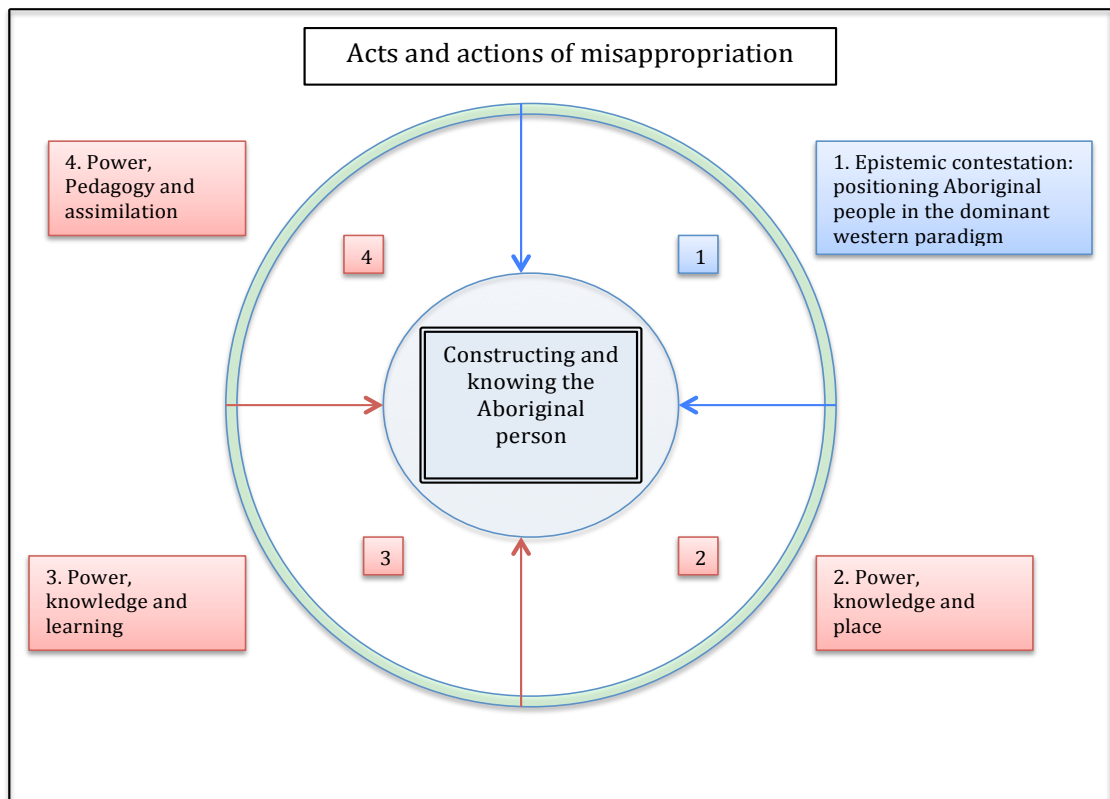 Acts and actions of misappropriation
4. Power,
Pedagogy and
assimilation
1. Epistemic contestation:
positioning Aboriginal
people in the dominant
western paradigm
4
1
Constructing and
knowing the
Aboriginal
person
3
2
3. Power,
knowledge and
learning
2. Power,
knowledge and
place